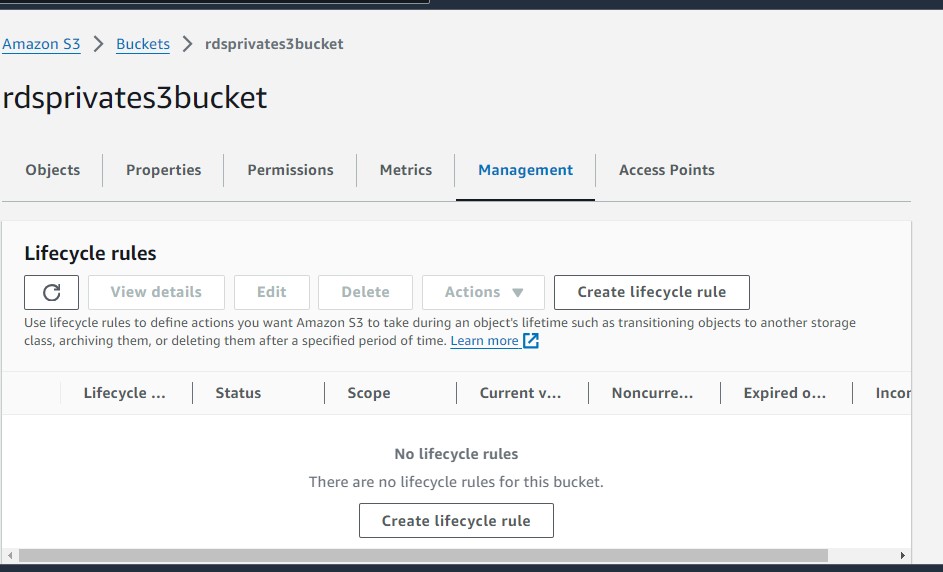 Amazon S3 > Buckets > rdsprivates3bucket
rdsprivates3bucket
Objects Properties Permissions Metrics Management Access Points
Lifecycle rules
View details Edit Delete Actions Create lifecycle rule
Use lifecycle rules to define actions you want Amazon S3 to take during an object's lifetime such as transitioning objects to another storage
class, archiving them, or deleting them after a specified period of time. Learn more
Lifecycle ... Status Scope Current v... Noncurre... Expired o...
No lifecycle rules
There are no lifecycle rules for this bucket.
Create lifecycle rule